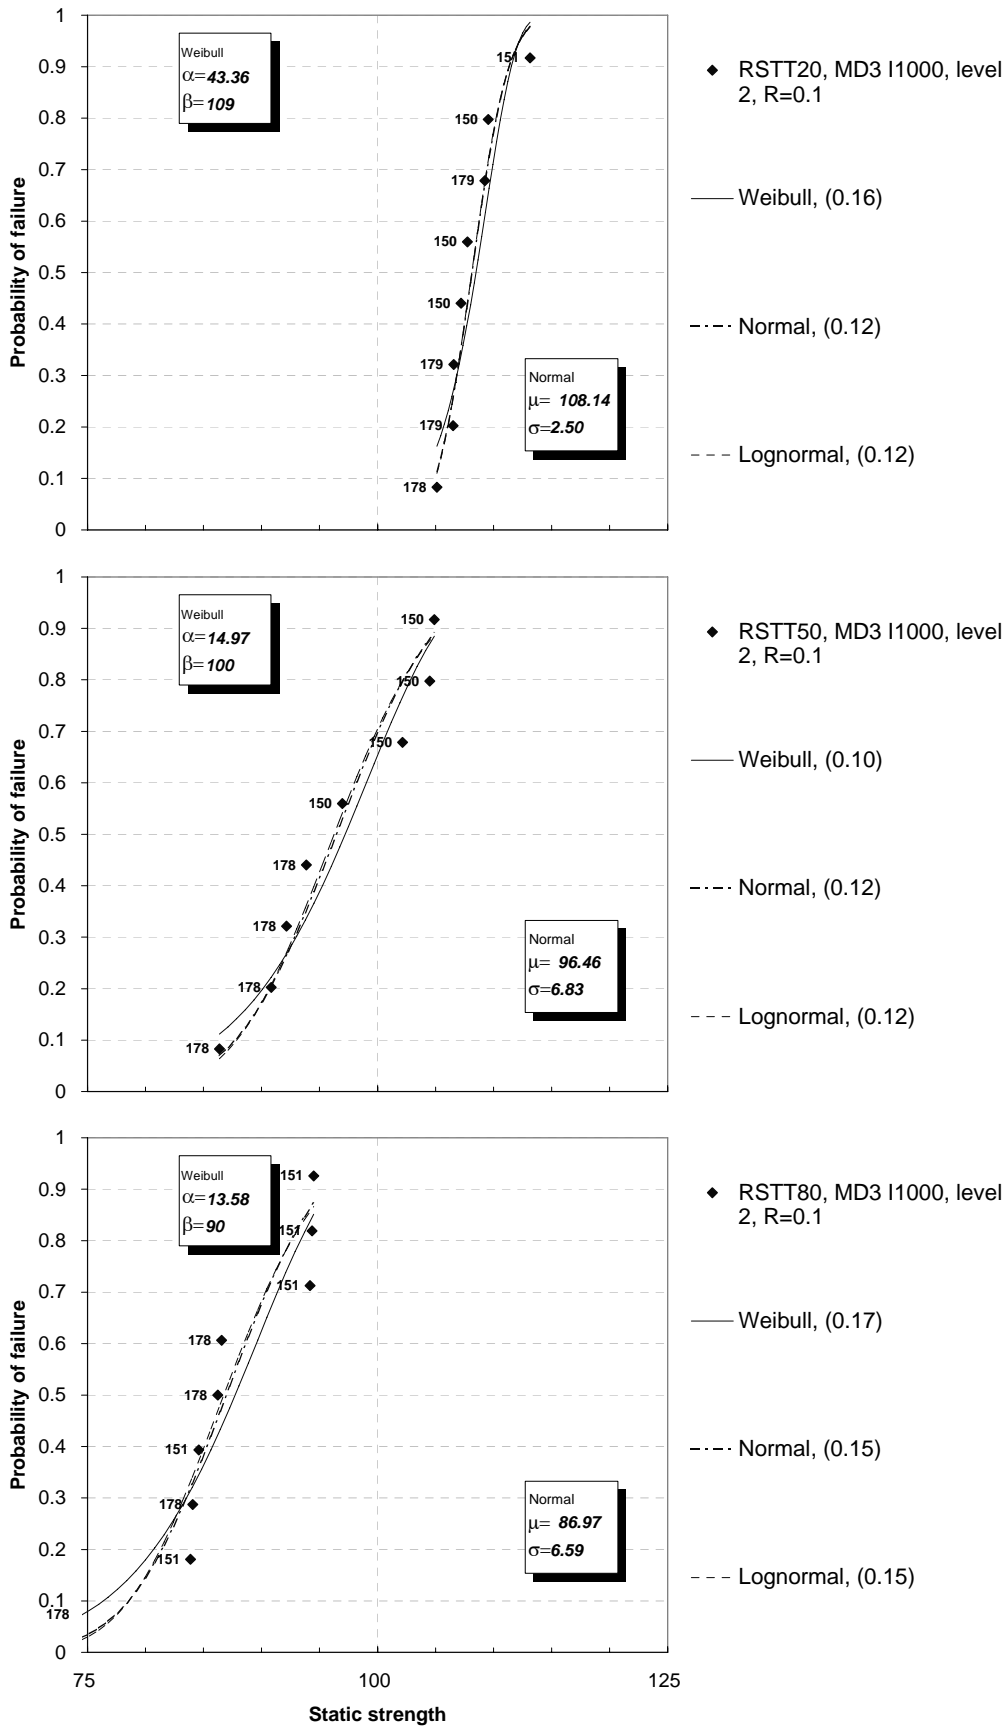 1
0.9
0.8
0.7
0.6
0.5
0.4
0.3
0.2
0.1
0
Probability of failure
Weibull
α=43.36
β=109
151
150
179
150
150
179
179
178
Normal
μ= 108.14
σ=2.50
RSTT20, MD3 I1000, level
2, R=0.1
Weibull, (0.16)
Normal, (0.12)
Lognormal, (0.12)
1
0.9
0.8
0.7
0.6
0.5
0.4
0.3
0.2
0.1
0
Probability of failure
Weibull
α=14.97
β=100
150
150
150
150
178
178
178
178
Normal
μ= 96.46
σ=6.83
RSTT50, MD3 I1000, level
2, R=0.1
Weibull, (0.10)
Normal, (0.12)
Lognormal, (0.12)
1
0.9
0.8
0.7
0.6
0.5
0.4
0.3
0.2
0.1
0
Probability of failure
Weibull
α=13.58
β=90
151
151
151
178
178
151
178
151
178
Normal
μ= 86.97
σ=6.59
75
100
125
Static strength
RSTT80, MD3 I1000, level
2, R=0.1
Weibull, (0.17)
Normal, (0.15)
Lognormal, (0.15)